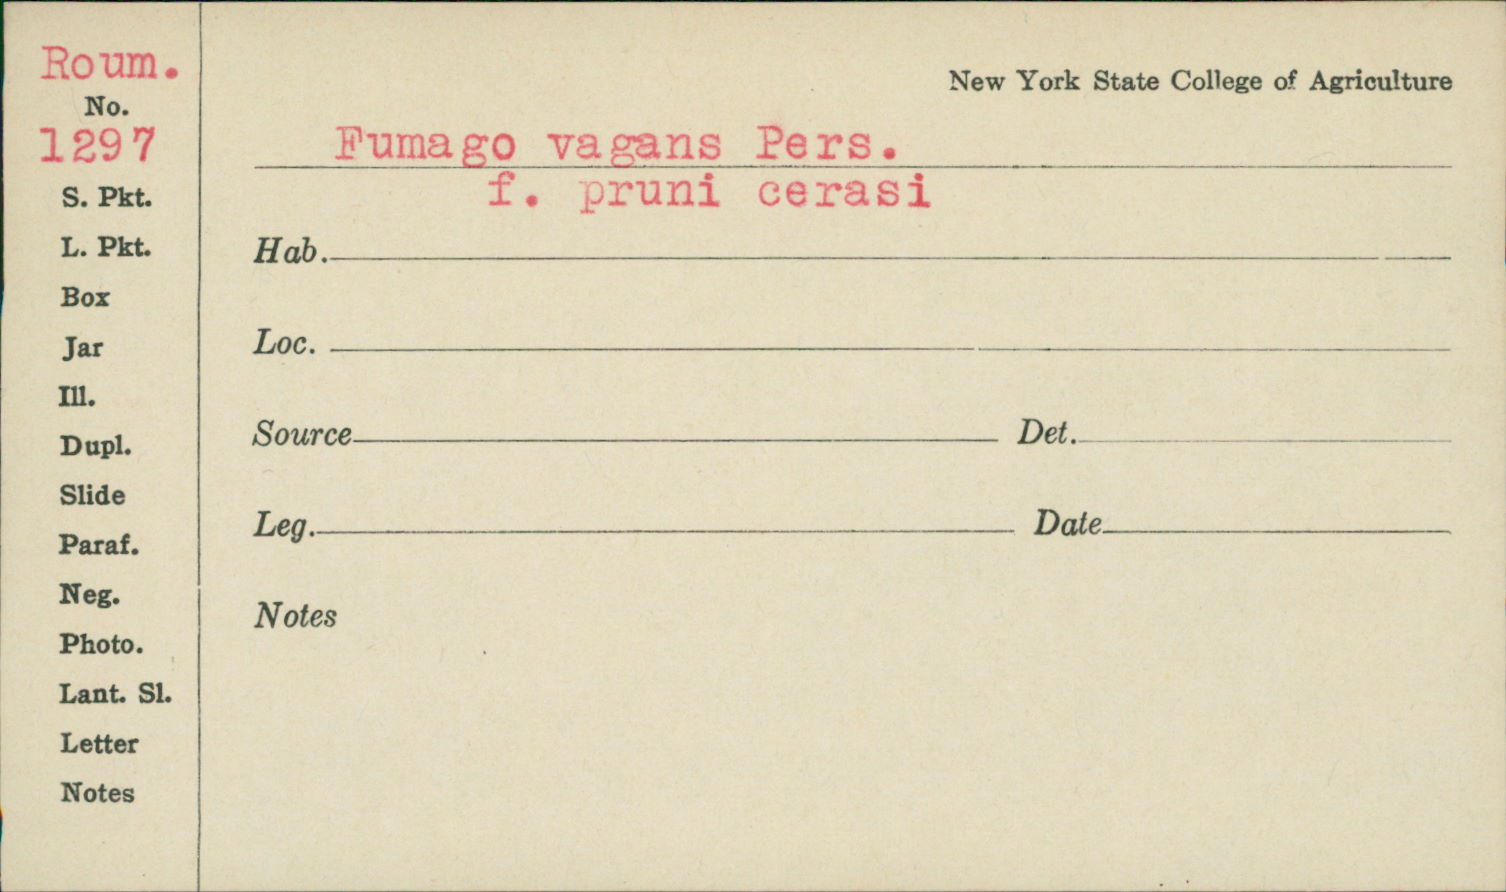 Roum.
No.
1297
S. Pkt.
L. Pkt.
Box
Jar
Ill.
Dupl.
Slide
Paraf.
Neg.
Photo.
Lant. Sl.
Letter
Notes
New York State College of Agriculture
Fumago vagans Pers.
f. pruni cerasi
Hab.
Loc.
Source Det.
Leg. Date
Notes